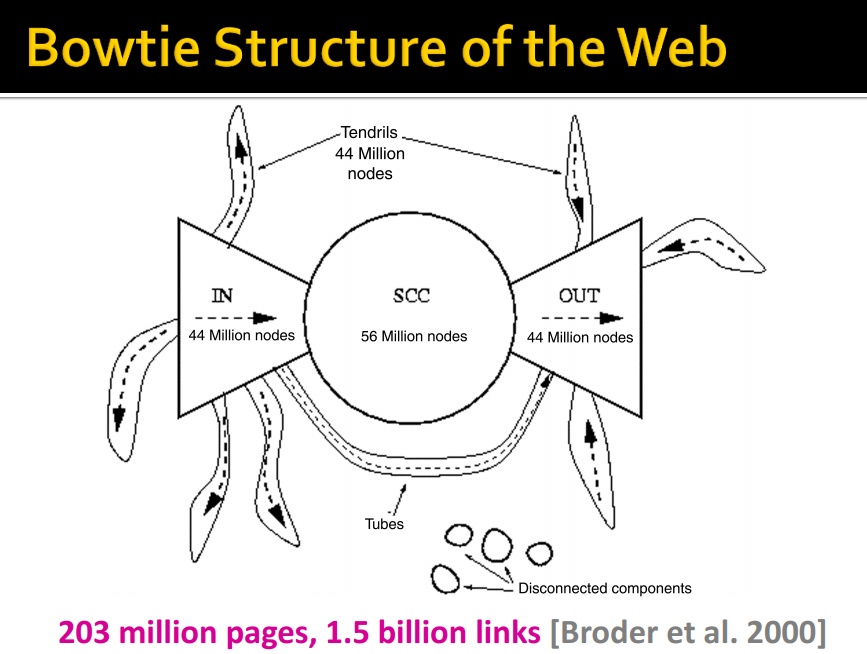 Bowtie Structure of the Web
Tendrils
44 Million
nodes
IN
44 Million nodes
SCC
56 Million nodes
OUT
44 Million nodes
Tubes
Disconnected components
203 million pages, 1.5 billion links [Broder et al. 2000]